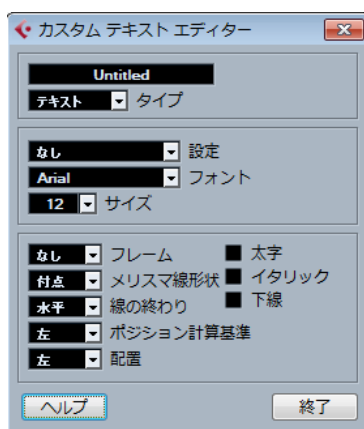 カスタム テキスト エディター
Untitled
テキスト タイプ
なし 設定
Arial フォント
12 サイズ
なし フレーム 太字
付点 メリスマ線形状 イタリック
水平 線の終わり 下線
左 ポジション計算基準
左 配置
ヘルプ 終了